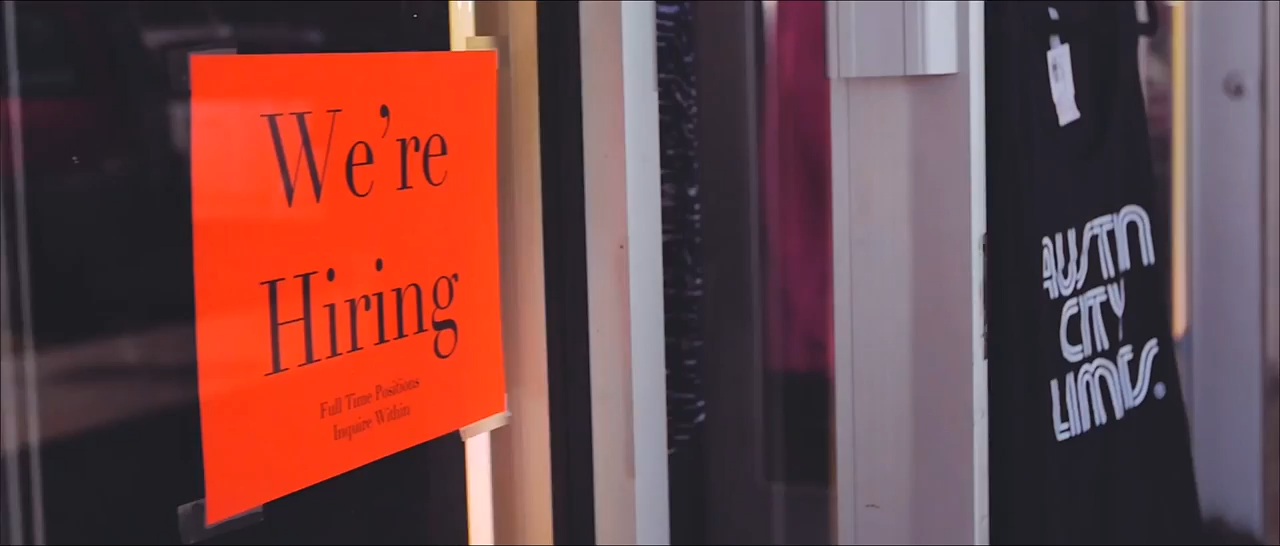 We're
Hiring
Full Time Positions
Inquire Within
AUSTIN
CITY
LIMITS